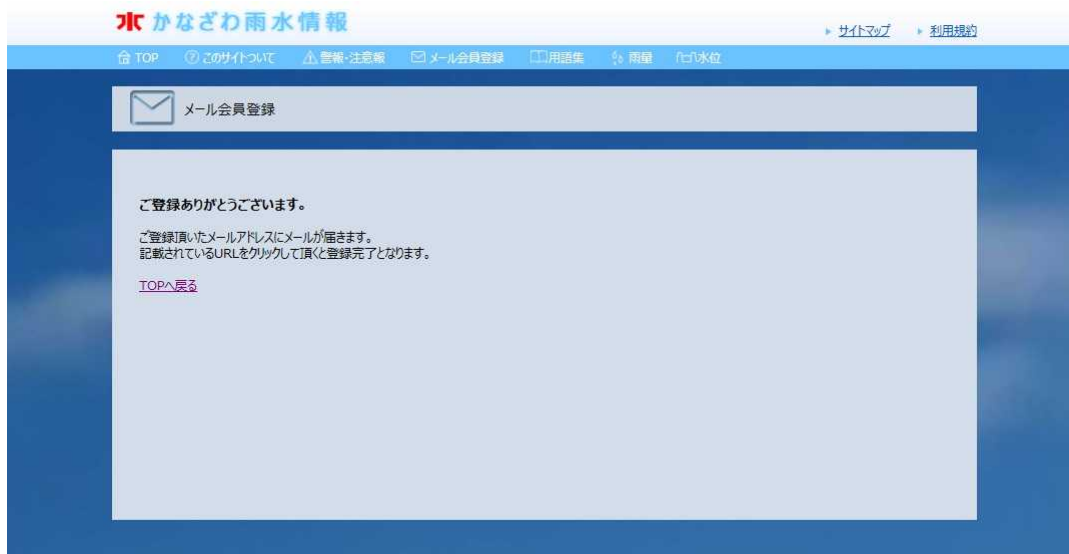 かなざわ雨水情報
サイトマップ 利用規約
TOP このサイトついて 警報・注意報 メール会員登録 用語集 雨量 水位
メール会員登録
ご登録ありがとうございます。
ご登録頂いたメールアドレスにメールが届きます。
記載されているURLをクリックして頂くと登録完了となります。
TOPへ戻る